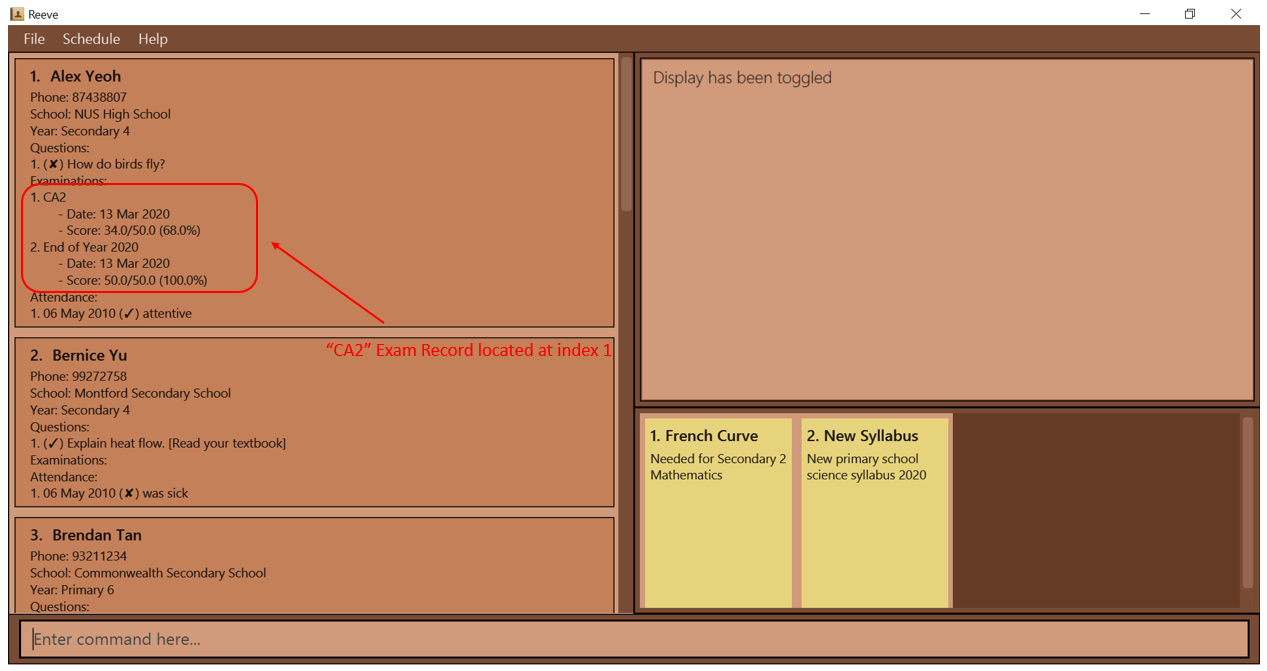 Reeve
File Schedule Help
1. Alex Yeoh
Phone: 87438807
School: NUS High School
Year: Secondary 4
Questions:
1. (✘) How do birds fly?
Examinations:
1. CA2
- Date: 13 Mar 2020
- Score: 34.0/50.0 (68.0%)
2. End of Year 2020
- Date: 13 Mar 2020
- Score: 50.0/50.0 (100.0%)
Attendance:
1. 06 May 2010 (✓) attentive
“CA2” Exam Record located at index 1
2. Bernice Yu
Phone: 99272758
School: Montford Secondary School
Year: Secondary 4
Questions:
1. (✓) Explain heat flow. [Read your textbook]
Examinations:
Attendance:
1. 06 May 2010 (✘) was sick
3. Brendan Tan
Phone: 93211234
School: Commonwealth Secondary School
Year: Primary 6
Questions:
Display has been toggled
1. French Curve
Needed for Secondary 2
Mathematics
2. New Syllabus
New primary school
science syllabus 2020
Enter command here...